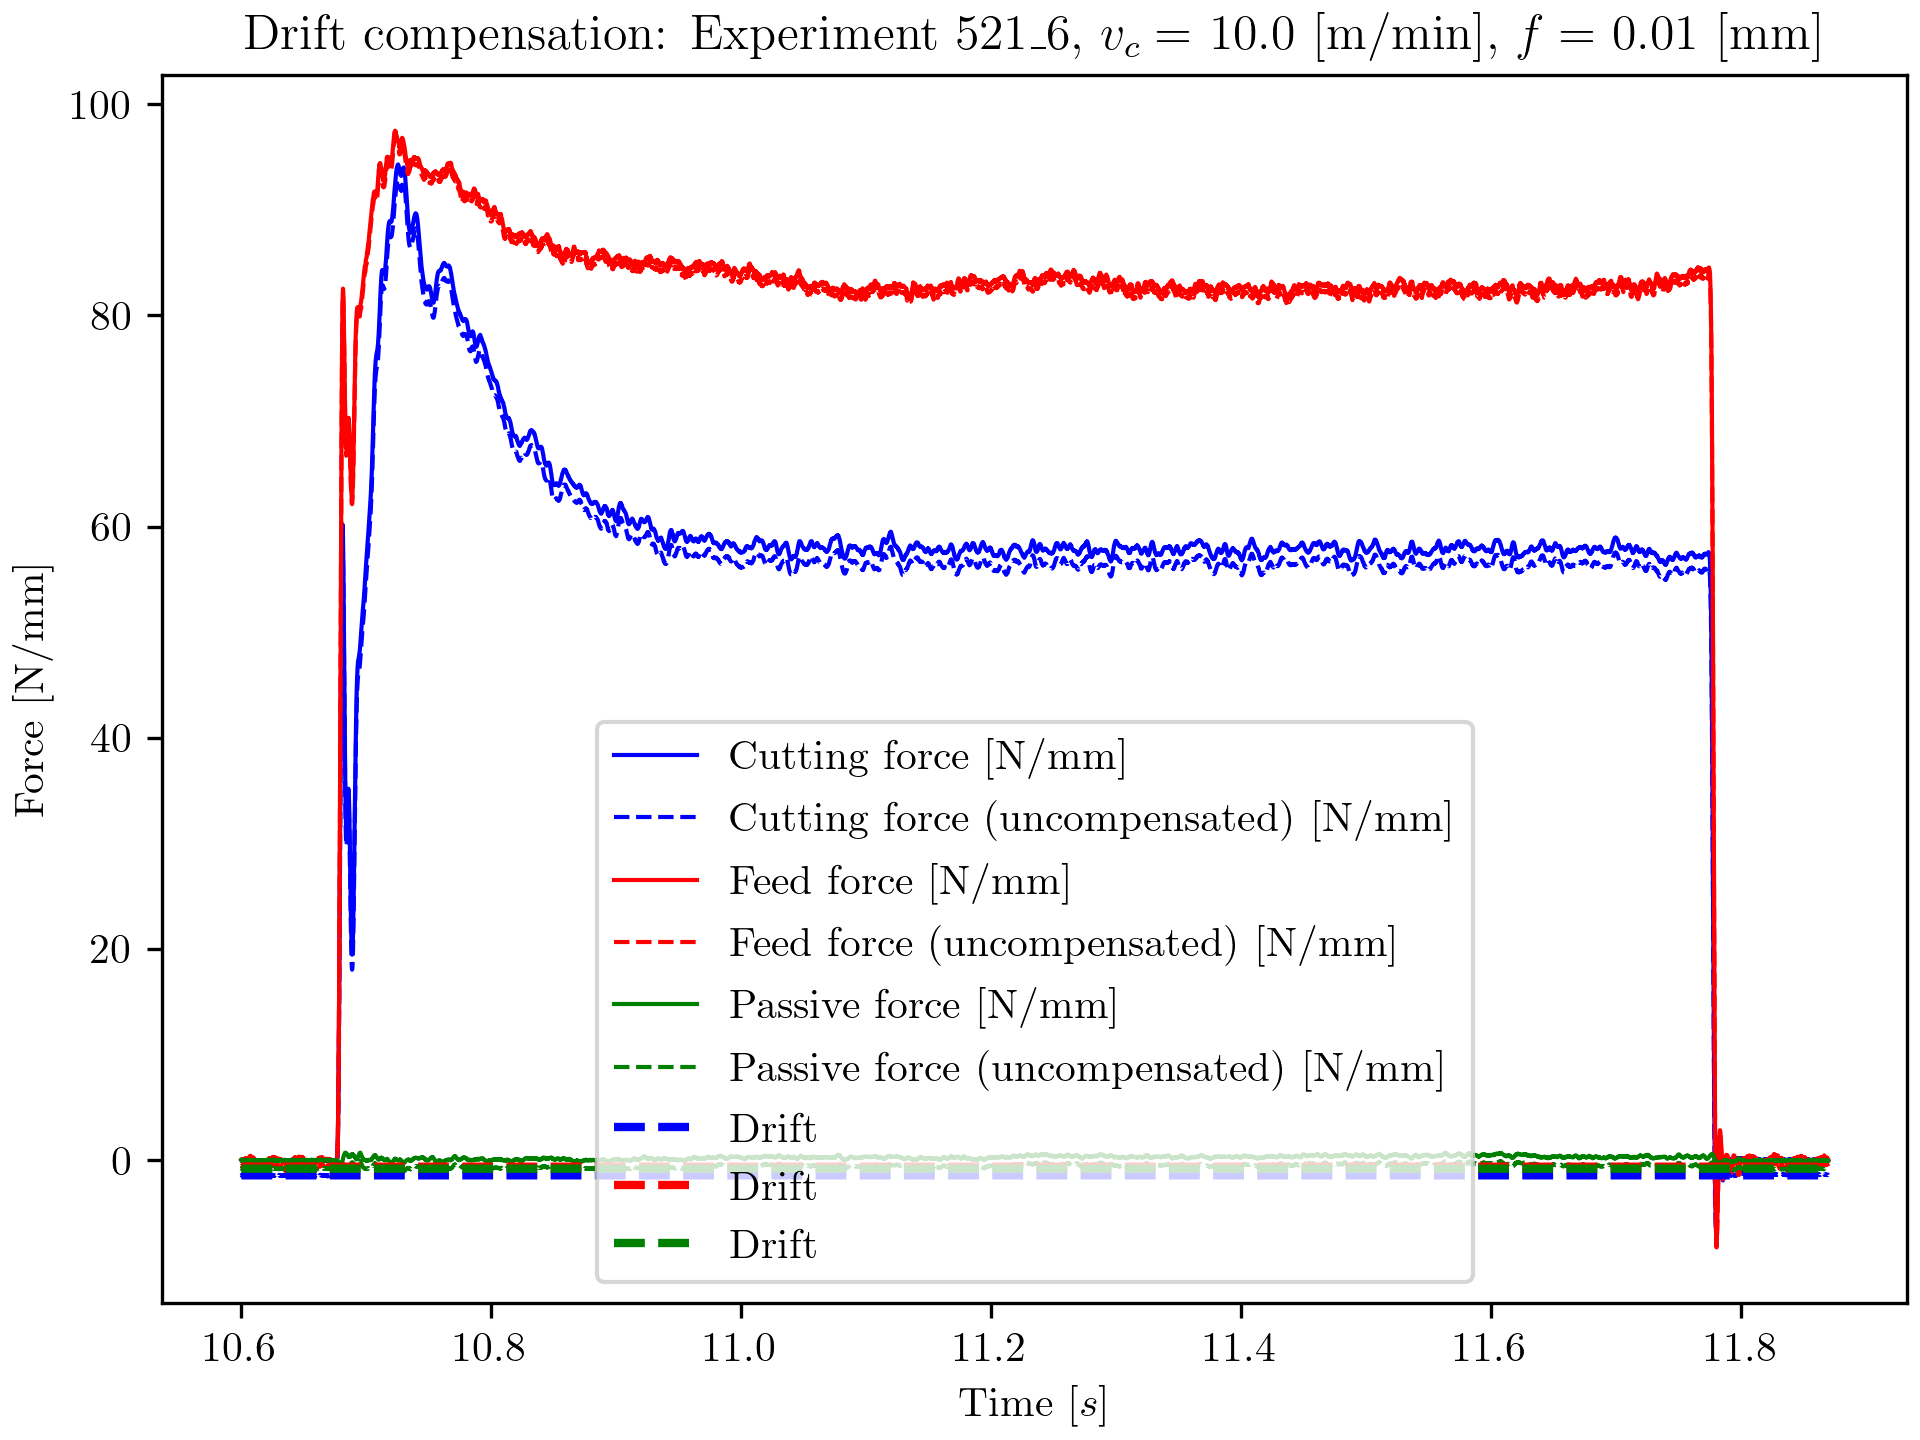 Drift compensation: Experiment 521_6, v_c = 10.0 [m/min], f = 0.01 [mm]
Force [N/mm]
100
80
60
40
20
0
Cutting force [N/mm]
Cutting force (uncompensated) [N/mm]
Feed force [N/mm]
Feed force (uncompensated) [N/mm]
Passive force [N/mm]
Passive force (uncompensated) [N/mm]
Drift
Drift
Drift
10.6 10.8 11.0 11.2 11.4 11.6 11.8
Time [s]